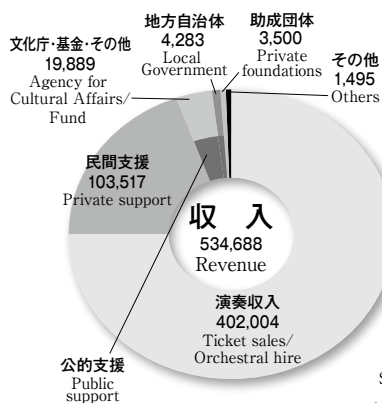 文化庁・基金・その他
19,889
Agency for
Cultural Affairs/
Fund
地方自治体
4,283
Local
Government
助成団体
3,500
Private
foundations
その他
1,495
Others
民間支援
103,517
Private support
収 入
534,688
Revenue
演奏収入
402,004
Ticket sales/
Orchestral hire
公的支援
Public
support
S